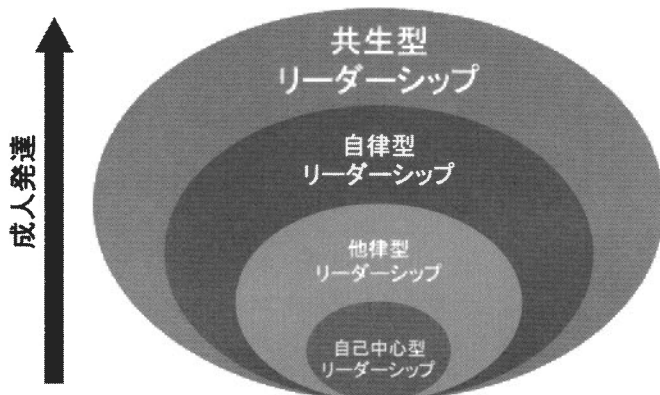 成人発達
共生型
リーダーシップ
自律型
リーダーシップ
他律型
リーダーシップ
自己中心型
リーダーシップ